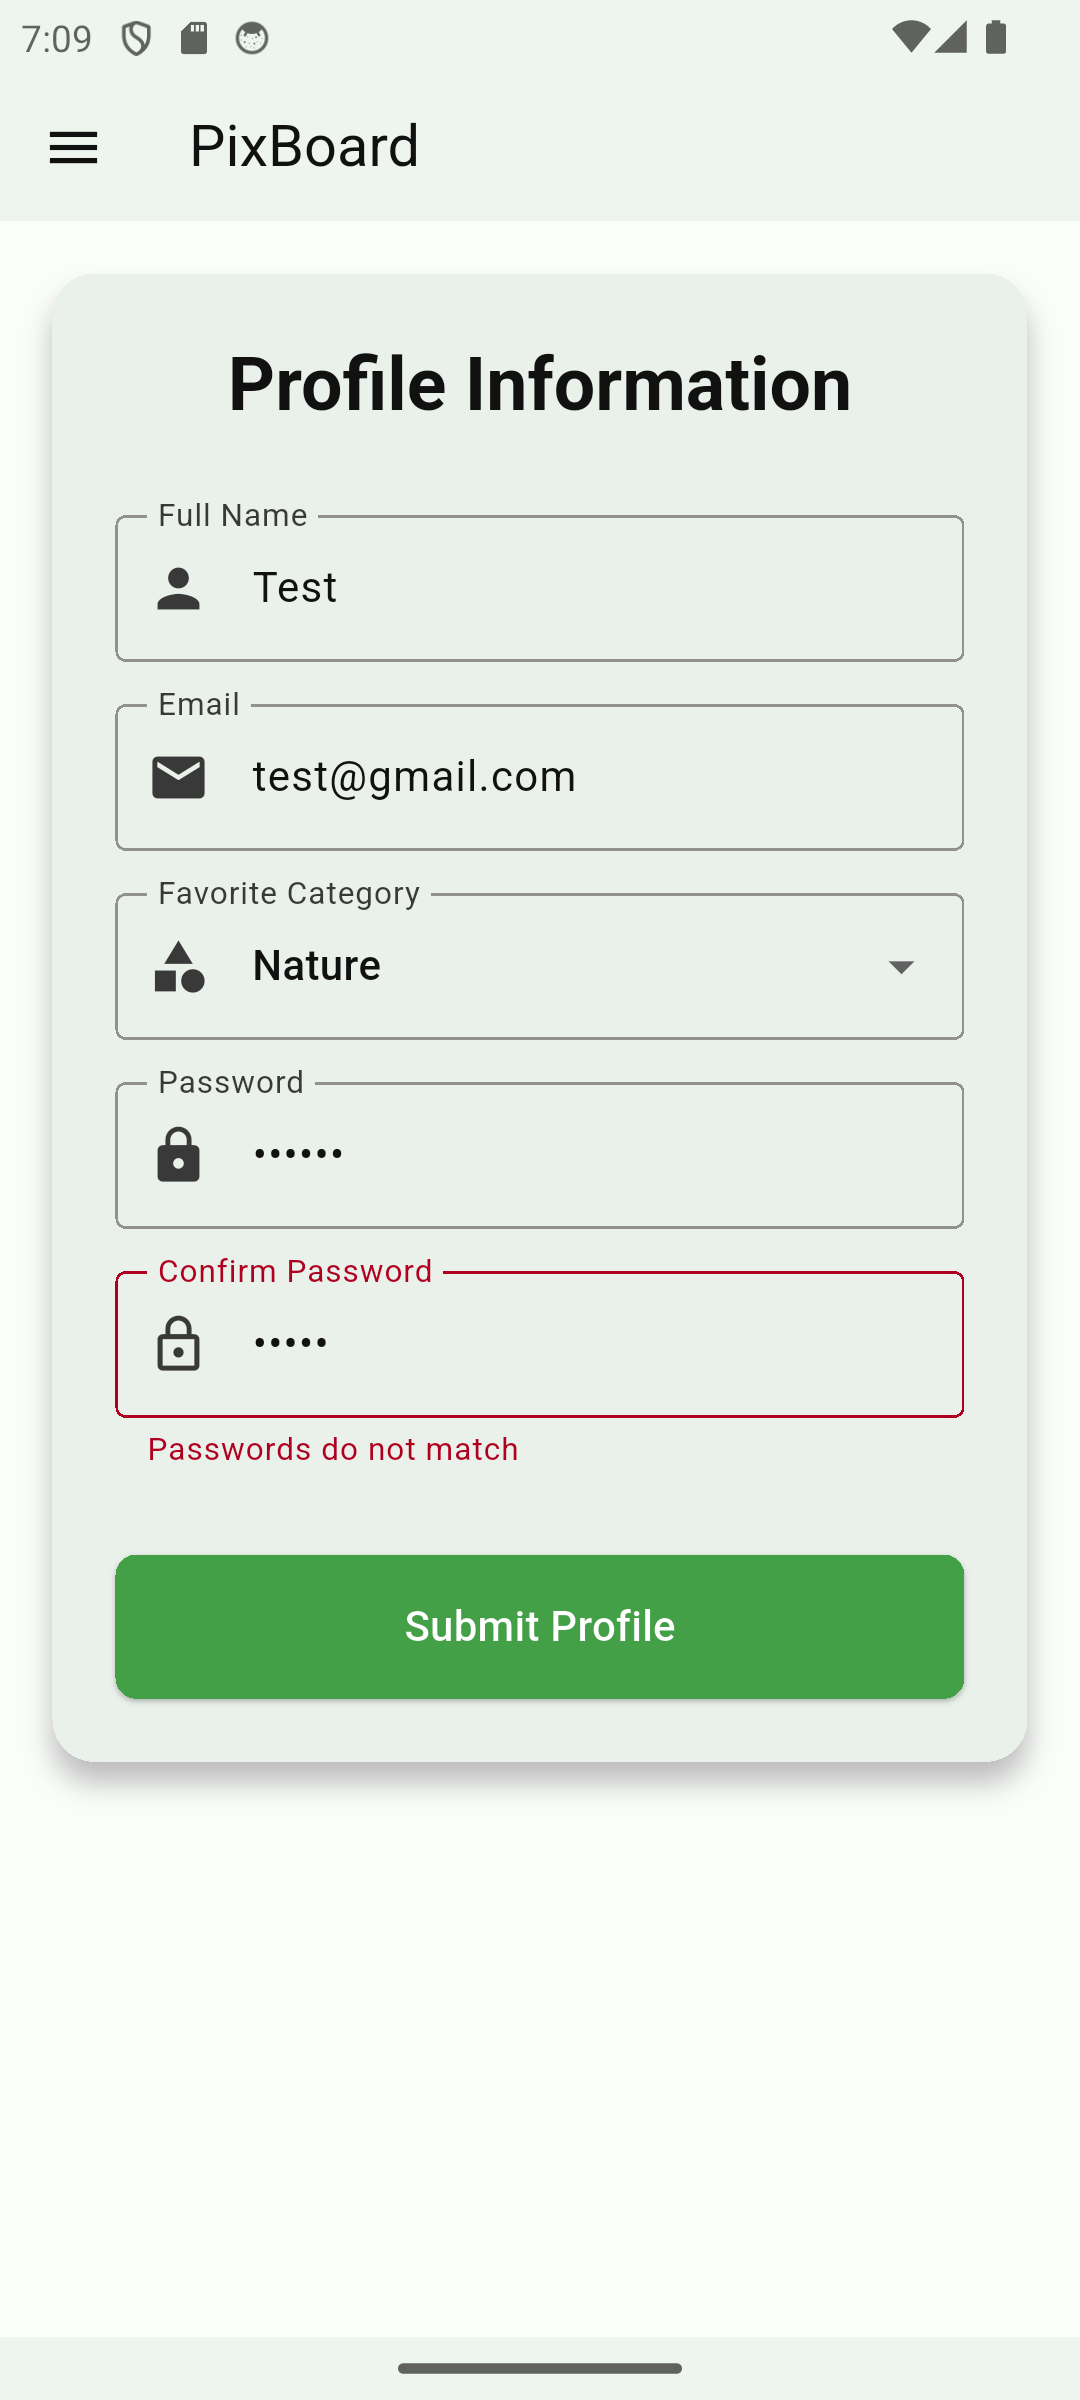 7:09
PixBoard
Profile Information
Full Name
Test
Email
test@gmail.com
Favorite Category
Nature
Password
••••••
Confirm Password
•••••
Passwords do not match
Submit Profile